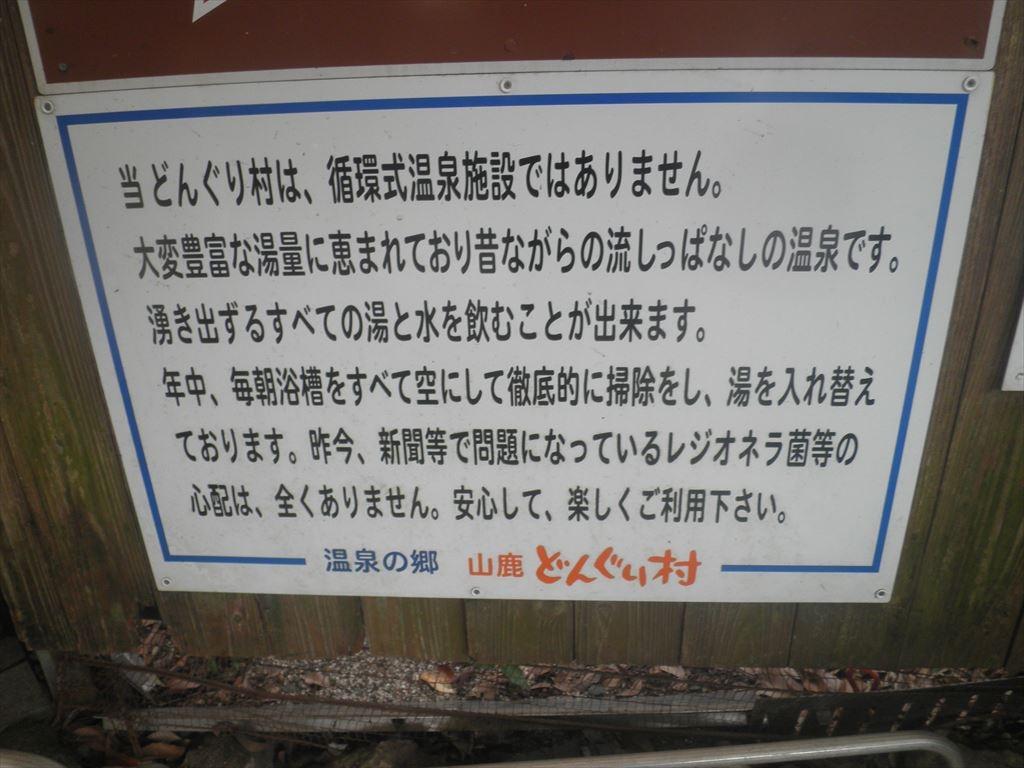 当どんぐり村は、循環式温泉施設ではありません。
大変豊富な湯量に恵まれており昔ながらの流しっぱなしの温泉です。
湧き出ずるすべての湯と水を飲むことが出来ます。
年中、毎朝浴槽をすべて空にして徹底的に掃除をし、湯を入れ替え
ております。昨今、新聞等で問題になっているレジオネラ菌等の
心配は、全くありません。安心して、楽しくご利用下さい。
温泉の郷 山鹿 どんぐり村